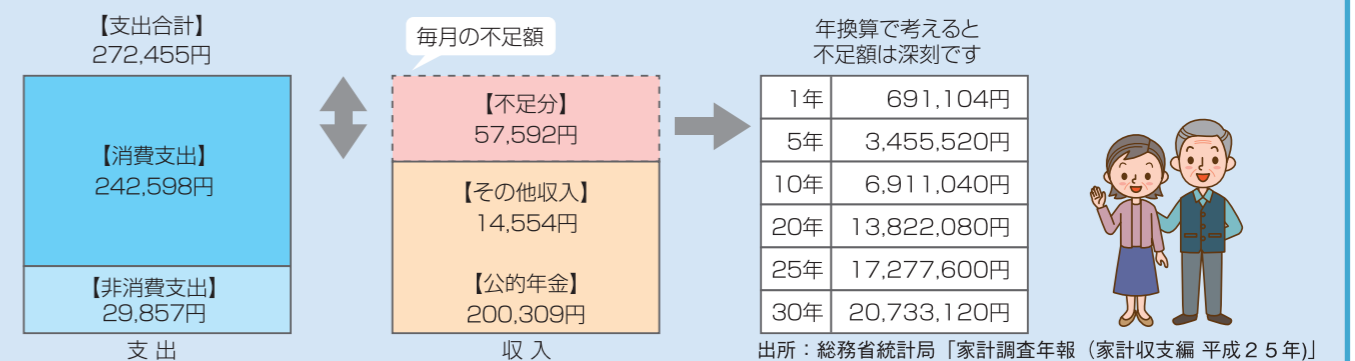 【支出合計】
272,455円
【消費支出】
242,598円
【非消費支出】
29,857円
支 出
毎月の不足額
【不足分】
57,592円
【その他収入】
14,554円
【公的年金】
200,309円
収 入
年換算で考えると
不足額は深刻です
1年 691,104円
5年 3,455,520円
10年 6,911,040円
20年 13,822,080円
25年 17,277,600円
30年 20,733,120円
出所：総務省統計局「家計調査年報（家計収支編 平成２５年)」